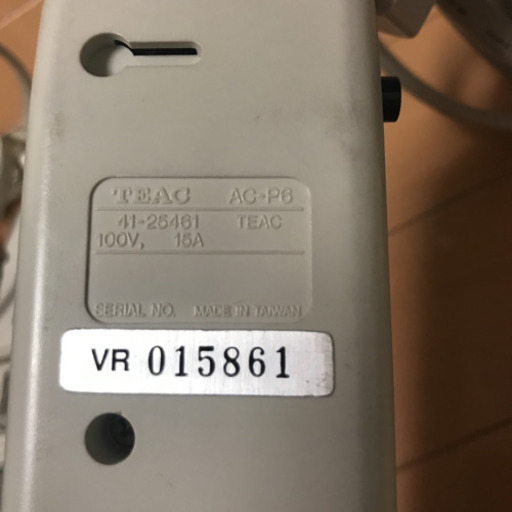 TEAC AC-P6
41-25461 TEAC
100V, 15A
SERIAL NO. MADE IN TAIWAN
VR 015861